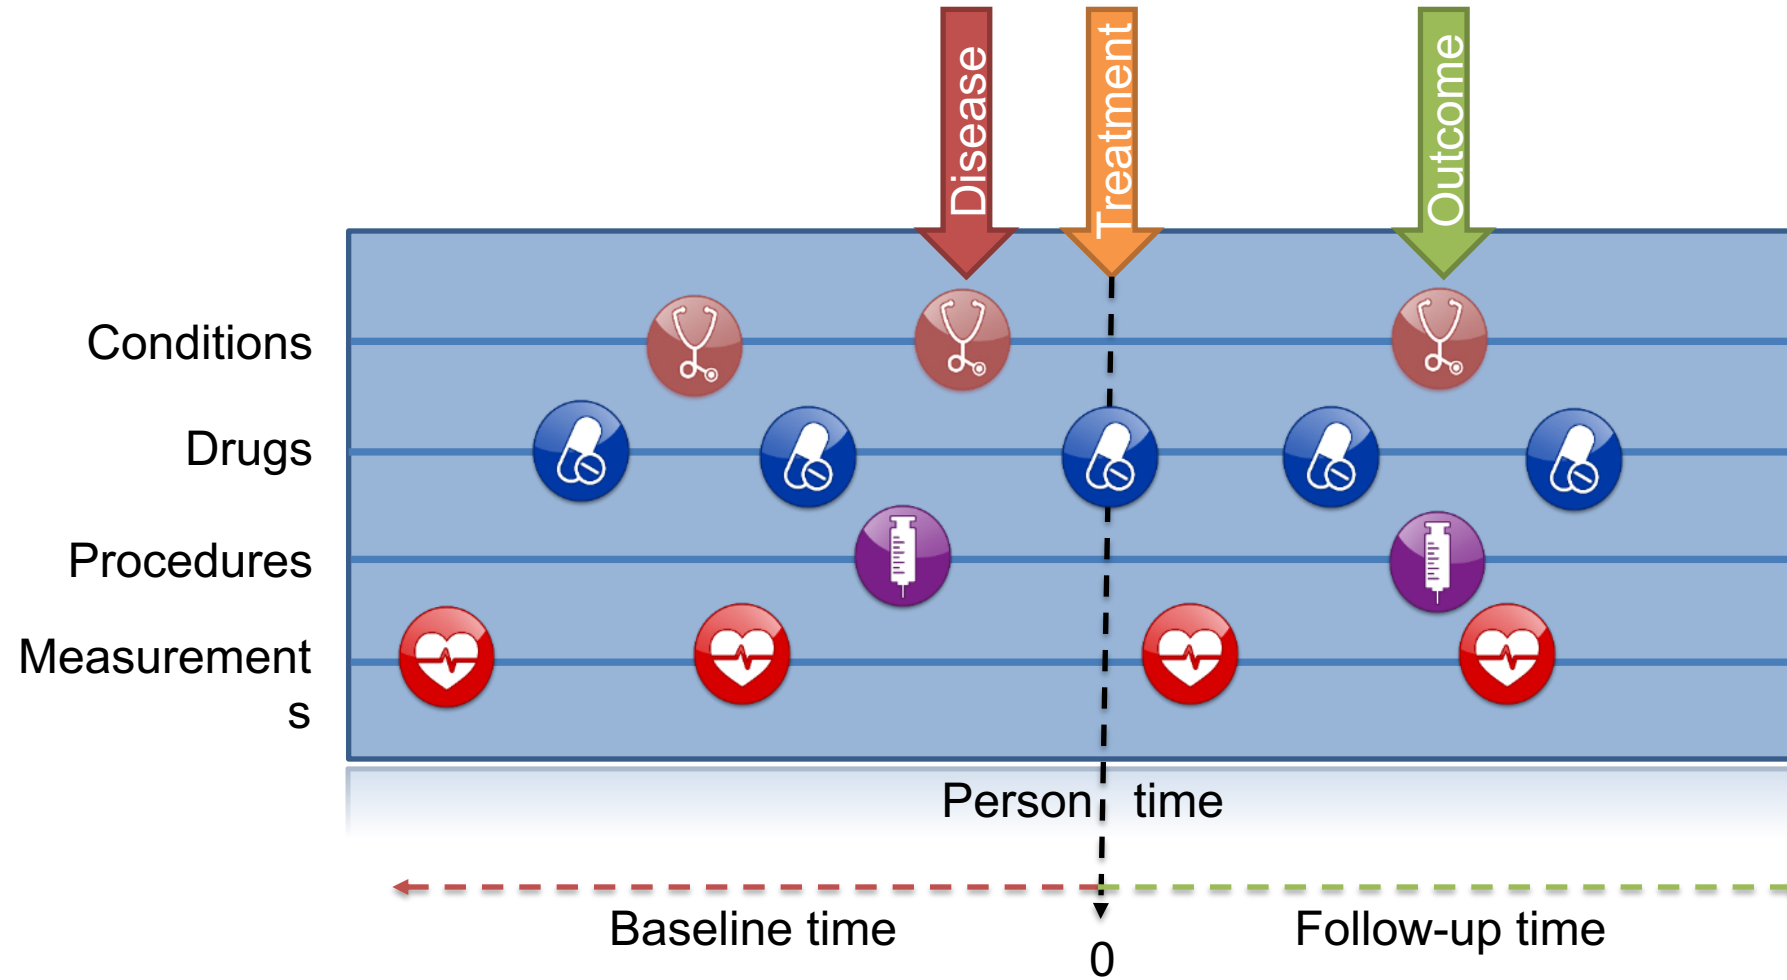 Disease
Treatment
Outcome
Conditions
Drugs
Procedures
Measurement
s
Person time
Baseline time
Follow-up time
0